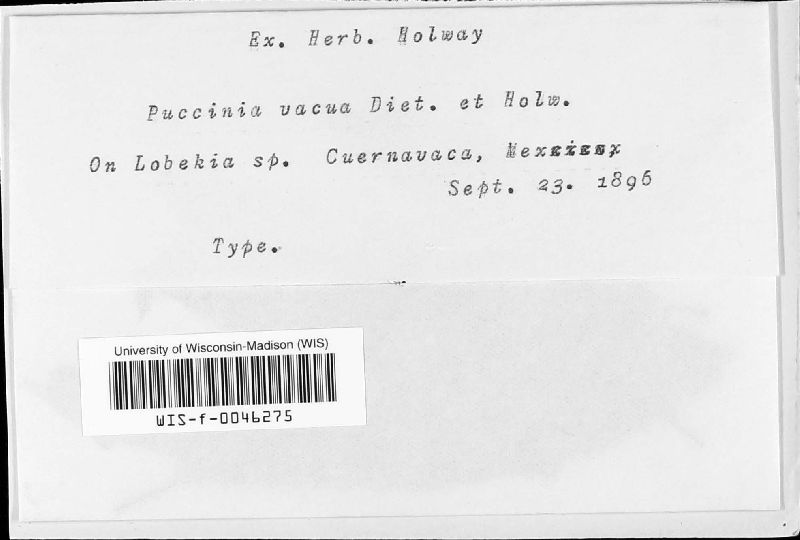 Ex. Herb. Holway
Puccinia vacua Diet. et Holw.
On Lobekia sp. Cuernavaca, Mex
Sept. 23. 1896
Type.
University of Wisconsin-Madison (WIS)
WIS-f-0046275